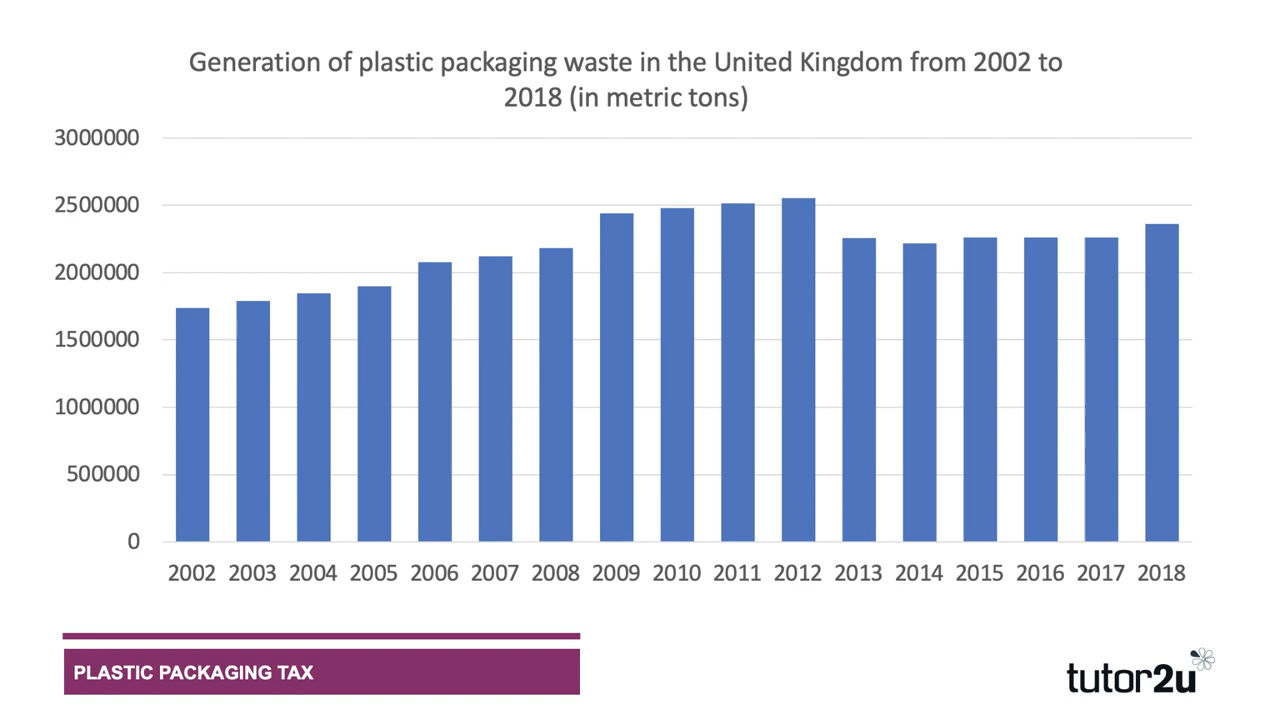 Generation of plastic packaging waste in the United Kingdom from 2002 to
2018 (in metric tons)
3000000
2500000
2000000
1500000
1000000
500000
0
2002 2003 2004 2005 2006 2007 2008 2009 2010 2011 2012 2013 2014 2015 2016 2017 2018
PLASTIC PACKAGING TAX
tutor2u